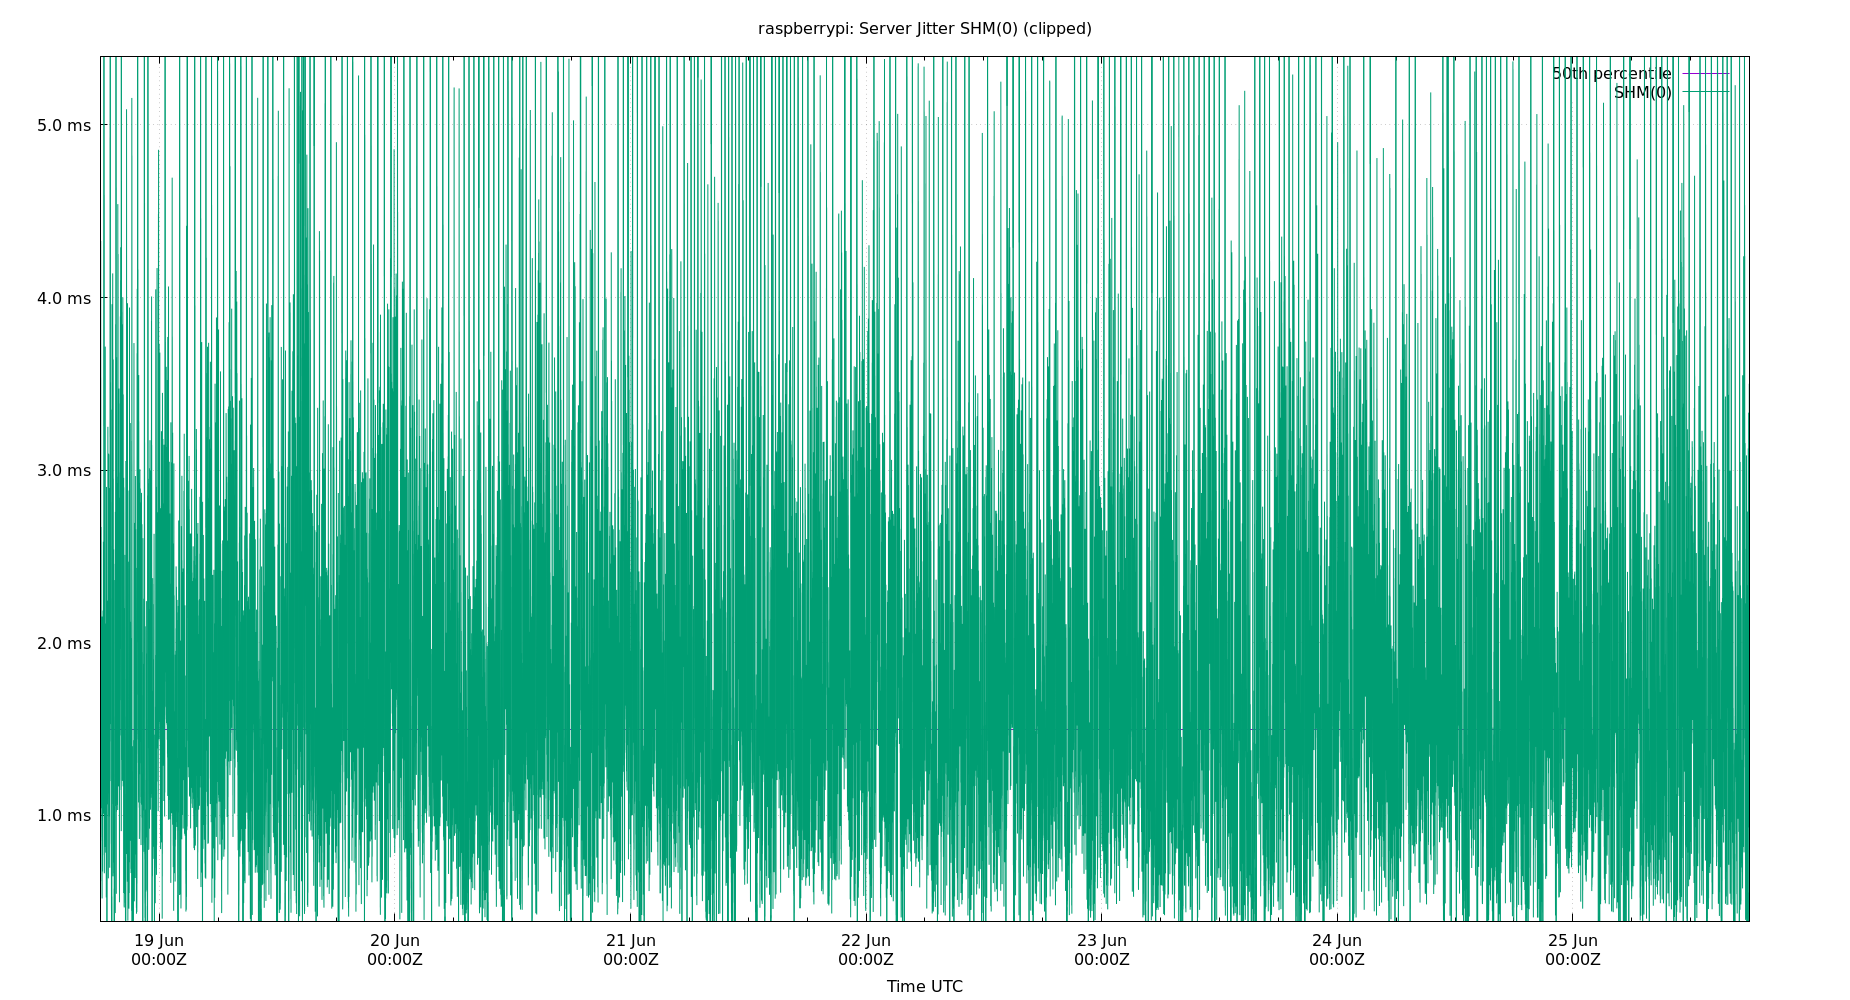 raspberrypi: Server Jitter SHM(0) (clipped)
50th percentile
SHM(0)
5.0 ms
4.0 ms
3.0 ms
2.0 ms
1.0 ms
19 Jun 20 Jun 21 Jun 22 Jun 23 Jun 24 Jun 25 Jun
00:00Z 00:00Z 00:00Z 00:00Z 00:00Z 00:00Z 00:00Z
Time UTC